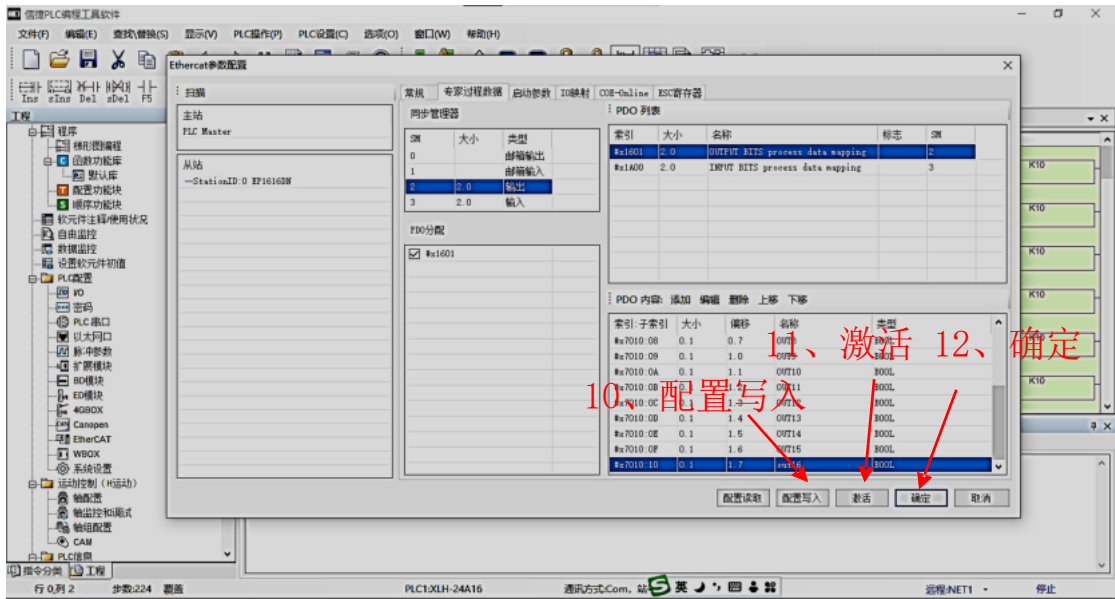 信捷PLC编程工具软件
文件(F) 编辑(E) 查找\替换(S) 显示(V) PLC操作(P) PLC设置(C) 选项(O) 窗口(W) 帮助(H)
Ins sIns Del sDel F5
工程
程序
梯形图编程
函数功能库
默认库
配置功能块
顺序功能块
软元件注释/使用状况
自由监控
数据监控
设置软元件初值
PLC配置
I/O
密码
PLC 串口
以太网口
脉冲参数
扩展模块
BD模块
ED模块
4GBOX
Canopen
EtherCAT
WBOX
系统设置
运动控制 (H运动)
轴配置
轴监控和调试
轴组配置
CAM
PLC信息
指令分类 工程
Ethercat参数配置
扫描
主站
PLC Master
从站
—StationID:0 EP1616BN
常规 专家过程数据 启动参数 IO映射 COE-Online ESC寄存器
同步管理器
SM 大小 类型
0 邮箱输出
1 邮箱输入
2 2.0 输出
3 2.0 输入
PDO分配
#x1601
PDO 列表
索引 大小 名称 标志 SM
#x1601 2.0 OUTPUT BITS process data mapping 2
#x1A00 2.0 INPUT BITS process data mapping 3
PDO 内容: 添加 编辑 删除 上移 下移
索引:子索引 大小 偏移 名称 类型
#x7010:08 0.1 0.7 OUT8 BOOL
#x7010:09 0.1 1.0 OUT9 BOOL
#x7010:0A 0.1 1.1 OUT10 BOOL
#x7010:0B 0.1 1.2 OUT11 BOOL
#x7010:0C 0.1 1.3 OUT12 BOOL
#x7010:0D 0.1 1.4 OUT13 BOOL
#x7010:0E 0.1 1.5 OUT14 BOOL
#x7010:0F 0.1 1.6 OUT15 BOOL
#x7010:10 0.1 1.7 out16 BOOL
11、激活 12、确定
10、配置写入
配置读取 配置写入 激活 确定 取消
K10
K10
K10
K10
K10
K10
行 0,列 2 步数:224 覆盖 PLC1:XLH-24A16 通讯方式:Com, 站 英 远程:NET1 停止